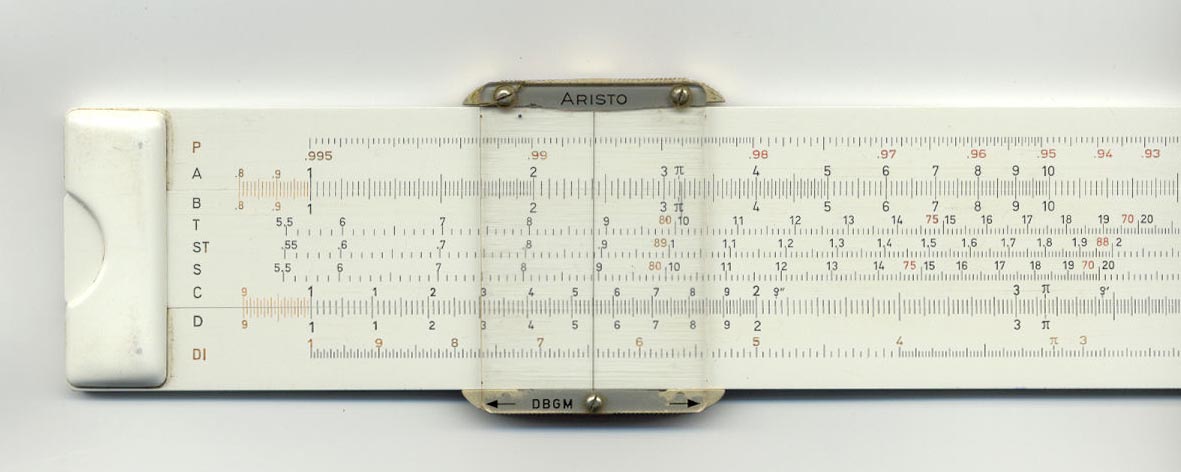 ARISTO
P .995 .99 .98 .97 .96 .95 .94 .93
A .8 .9 1 2 3 π 4 5 6 7 8 9 10
B .8 .9 1 2 3 π 4 5 6 7 8 9 10
T 5,5 6 7 8 9 80 10 11 12 13 14 75 15 16 17 18 19 70 20
ST .55 .6 .7 .8 .9 89 1 1,1 1,2 1,3 1,4 1,5 1,6 1,7 1,8 1,9 88 2
S 5,5 6 7 8 9 80 10 11 12 13 14 75 15 16 17 18 19 70 20
C 9 1 1 2 3 4 5 6 7 8 9 2 ϱ" 3 π ϱ'
D 9 1 1 2 3 4 5 6 7 8 9 2 3 π
DI 1 9 8 7 6 5 4 π 3
DBGM